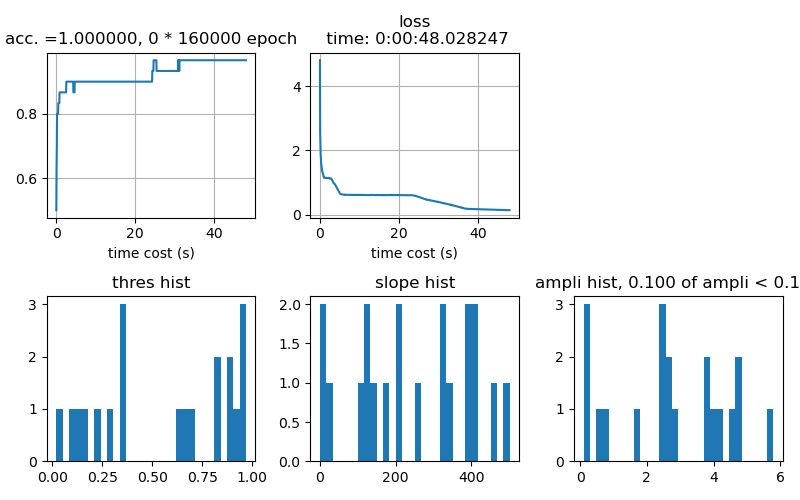 acc. =1.000000, 0 * 160000 epoch
0.8
0.6
0 20 40
time cost (s)
loss
time: 0:00:48.028247
4
2
0
0 20 40
time cost (s)
thres hist
3
2
1
0
0.00 0.25 0.50 0.75 1.00
slope hist
2.0
1.5
1.0
0.5
0.0
0 200 400
ampli hist, 0.100 of ampli < 0.1
3
2
1
0
0 2 4 6